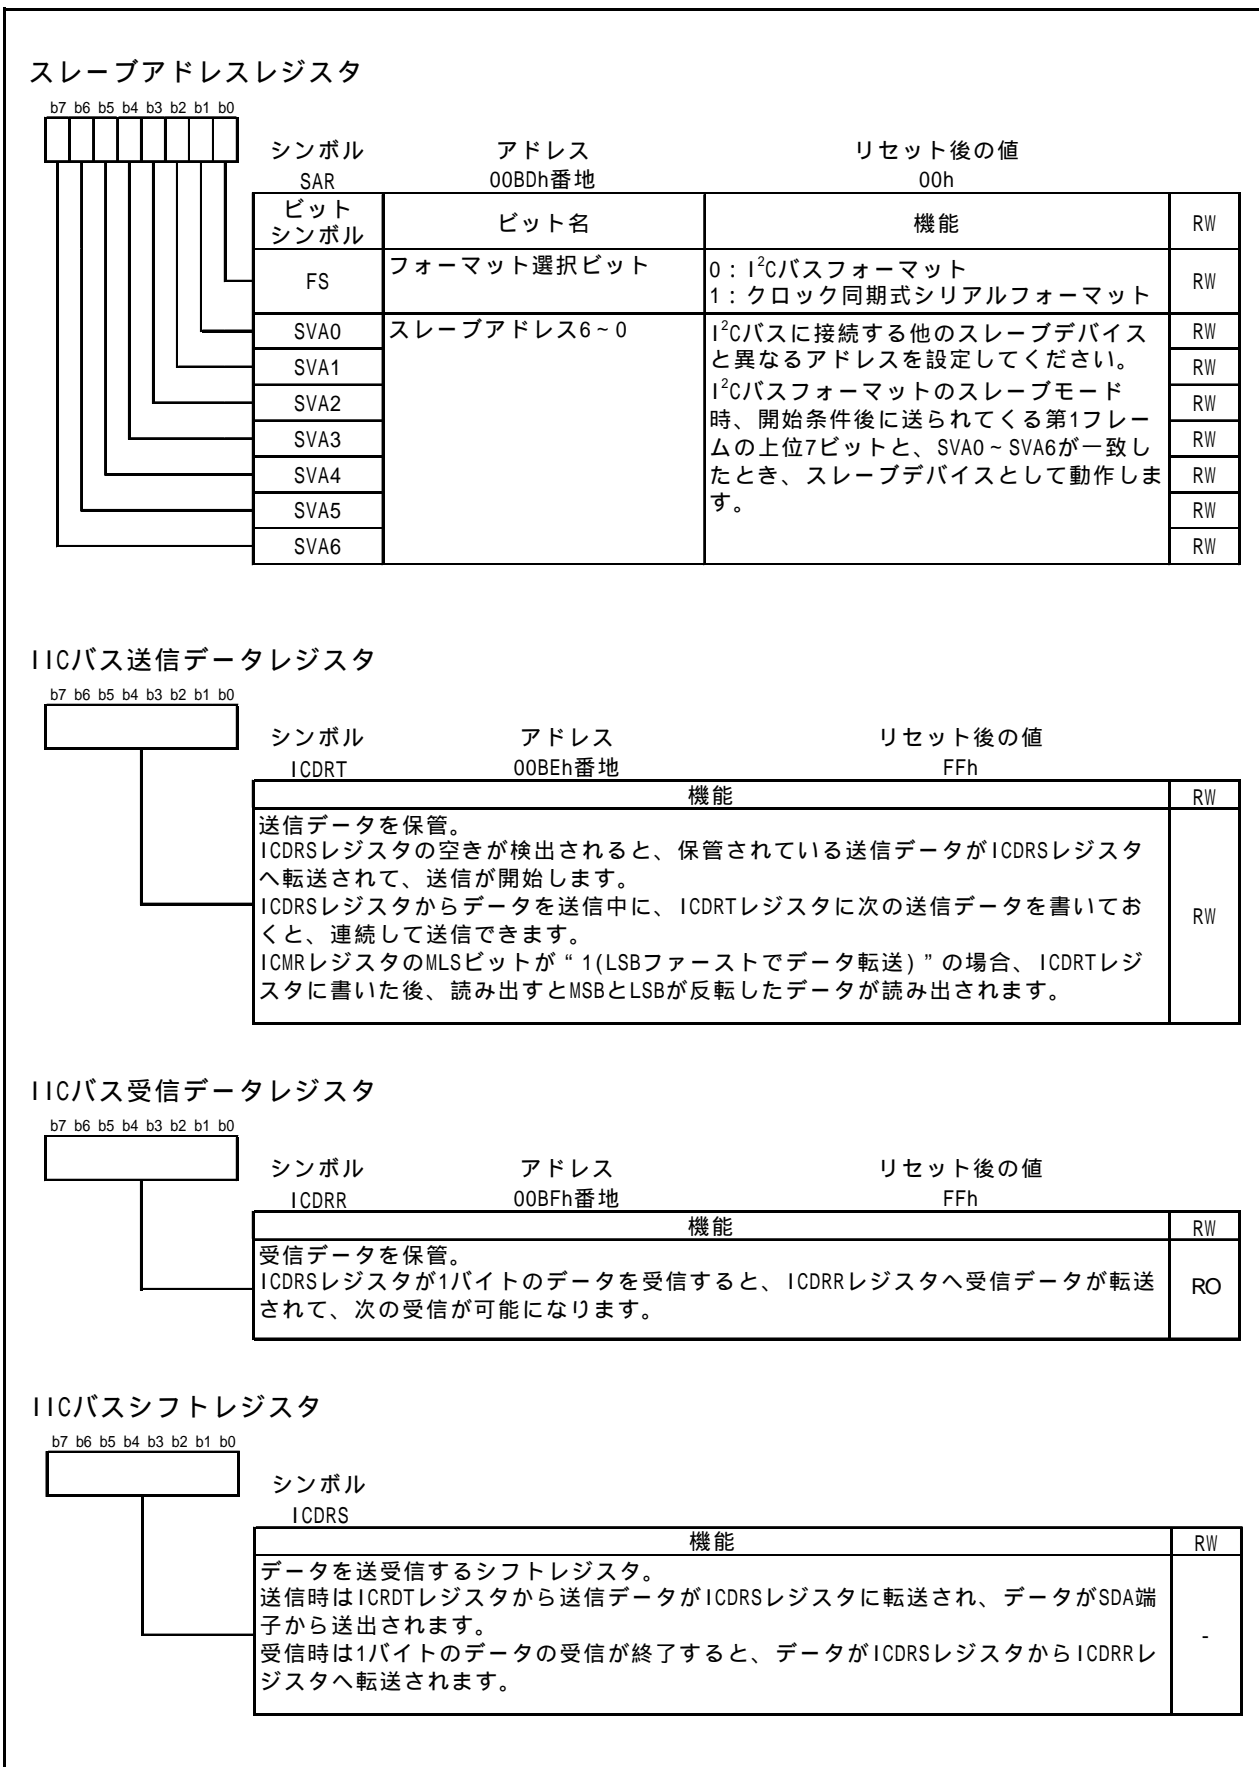 スレーブアドレスレジスタ
b7 b6 b5 b4 b3 b2 b1 b0
シンボル アドレス リセット後の値
SAR 00BDh番地 00h
ビット
シンボル ビット名 機能 RW
FS フォーマット選択ビット 0：I²Cバスフォーマット RW
1：クロック同期式シリアルフォーマット
SVA0 スレーブアドレス6～0 I²Cバスに接続する他のスレーブデバイス RW
SVA1 と異なるアドレスを設定してください。 RW
SVA2 I²Cバスフォーマットのスレーブモード RW
時、開始条件後に送られてくる第1フレー
SVA3 ムの上位7ビットと、SVA0～SVA6が一致し RW
SVA4 たとき、スレーブデバイスとして動作しま RW
SVA5 す。 RW
SVA6 RW
IICバス送信データレジスタ
b7 b6 b5 b4 b3 b2 b1 b0
シンボル アドレス リセット後の値
ICDRT 00BEh番地 FFh
機能 RW
送信データを保管。
ICDRSレジスタの空きが検出されると、保管されている送信データがICDRSレジスタ
へ転送されて、送信が開始します。
ICDRSレジスタからデータを送信中に、ICDRTレジスタに次の送信データを書いてお RW
くと、連続して送信できます。
ICMRレジスタのMLSビットが“1(LSBファーストでデータ転送)”の場合、ICDRTレジ
スタに書いた後、読み出すとMSBとLSBが反転したデータが読み出されます。
IICバス受信データレジスタ
b7 b6 b5 b4 b3 b2 b1 b0
シンボル アドレス リセット後の値
ICDRR 00BFh番地 FFh
機能 RW
受信データを保管。
ICDRSレジスタが1バイトのデータを受信すると、ICDRRレジスタへ受信データが転送 RO
されて、次の受信が可能になります。
IICバスシフトレジスタ
b7 b6 b5 b4 b3 b2 b1 b0
シンボル
ICDRS
機能 RW
データを送受信するシフトレジスタ。
送信時はICRDTレジスタから送信データがICDRSレジスタに転送され、データがSDA端
子から送出されます。 -
受信時は1バイトのデータの受信が終了すると、データがICDRSレジスタからICDRRレ
ジスタへ転送されます。